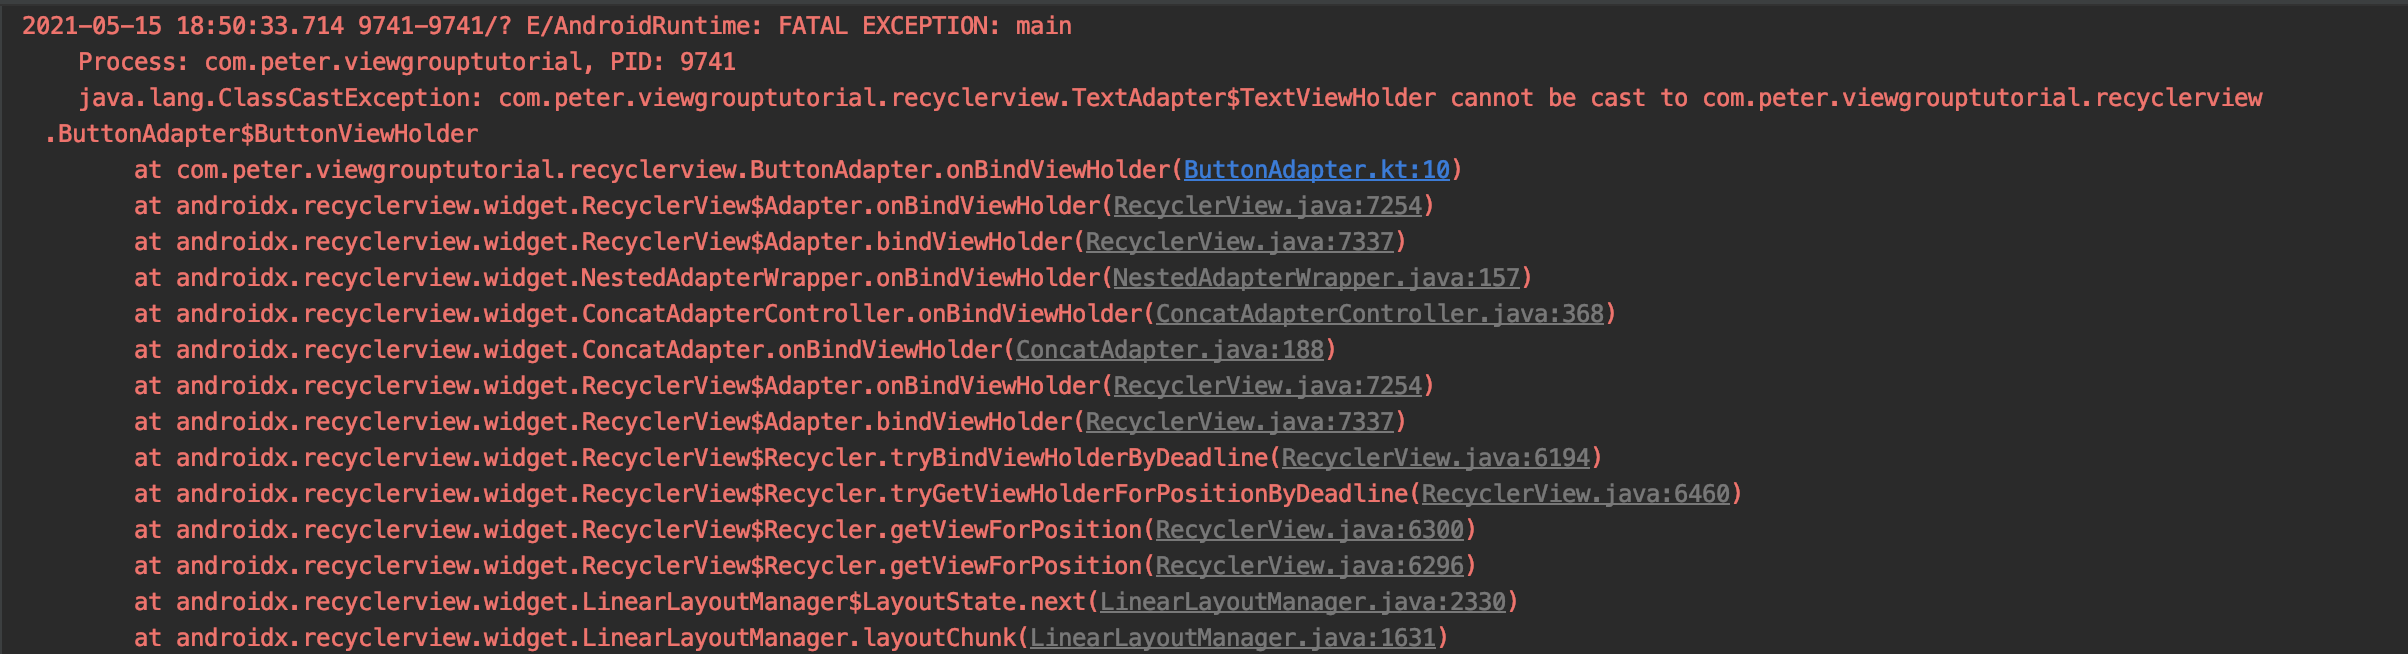 2021-05-15 18:50:33.714 9741-9741/? E/AndroidRuntime: FATAL EXCEPTION: main
Process: com.peter.viewgrouptutorial, PID: 9741
java.lang.ClassCastException: com.peter.viewgrouptutorial.recyclerview.TextAdapter$TextViewHolder cannot be cast to com.peter.viewgrouptutorial.recyclerview
.ButtonAdapter$ButtonViewHolder
at com.peter.viewgrouptutorial.recyclerview.ButtonAdapter.onBindViewHolder(ButtonAdapter.kt:10)
at androidx.recyclerview.widget.RecyclerView$Adapter.onBindViewHolder(RecyclerView.java:7254)
at androidx.recyclerview.widget.RecyclerView$Adapter.bindViewHolder(RecyclerView.java:7337)
at androidx.recyclerview.widget.NestedAdapterWrapper.onBindViewHolder(NestedAdapterWrapper.java:157)
at androidx.recyclerview.widget.ConcatAdapterController.onBindViewHolder(ConcatAdapterController.java:368)
at androidx.recyclerview.widget.ConcatAdapter.onBindViewHolder(ConcatAdapter.java:188)
at androidx.recyclerview.widget.RecyclerView$Adapter.onBindViewHolder(RecyclerView.java:7254)
at androidx.recyclerview.widget.RecyclerView$Adapter.bindViewHolder(RecyclerView.java:7337)
at androidx.recyclerview.widget.RecyclerView$Recycler.tryBindViewHolderByDeadline(RecyclerView.java:6194)
at androidx.recyclerview.widget.RecyclerView$Recycler.tryGetViewHolderForPositionByDeadline(RecyclerView.java:6460)
at androidx.recyclerview.widget.RecyclerView$Recycler.getViewForPosition(RecyclerView.java:6300)
at androidx.recyclerview.widget.RecyclerView$Recycler.getViewForPosition(RecyclerView.java:6296)
at androidx.recyclerview.widget.LinearLayoutManager$LayoutState.next(LinearLayoutManager.java:2330)
at androidx.recyclerview.widget.LinearLayoutManager.layoutChunk(LinearLayoutManager.java:1631)